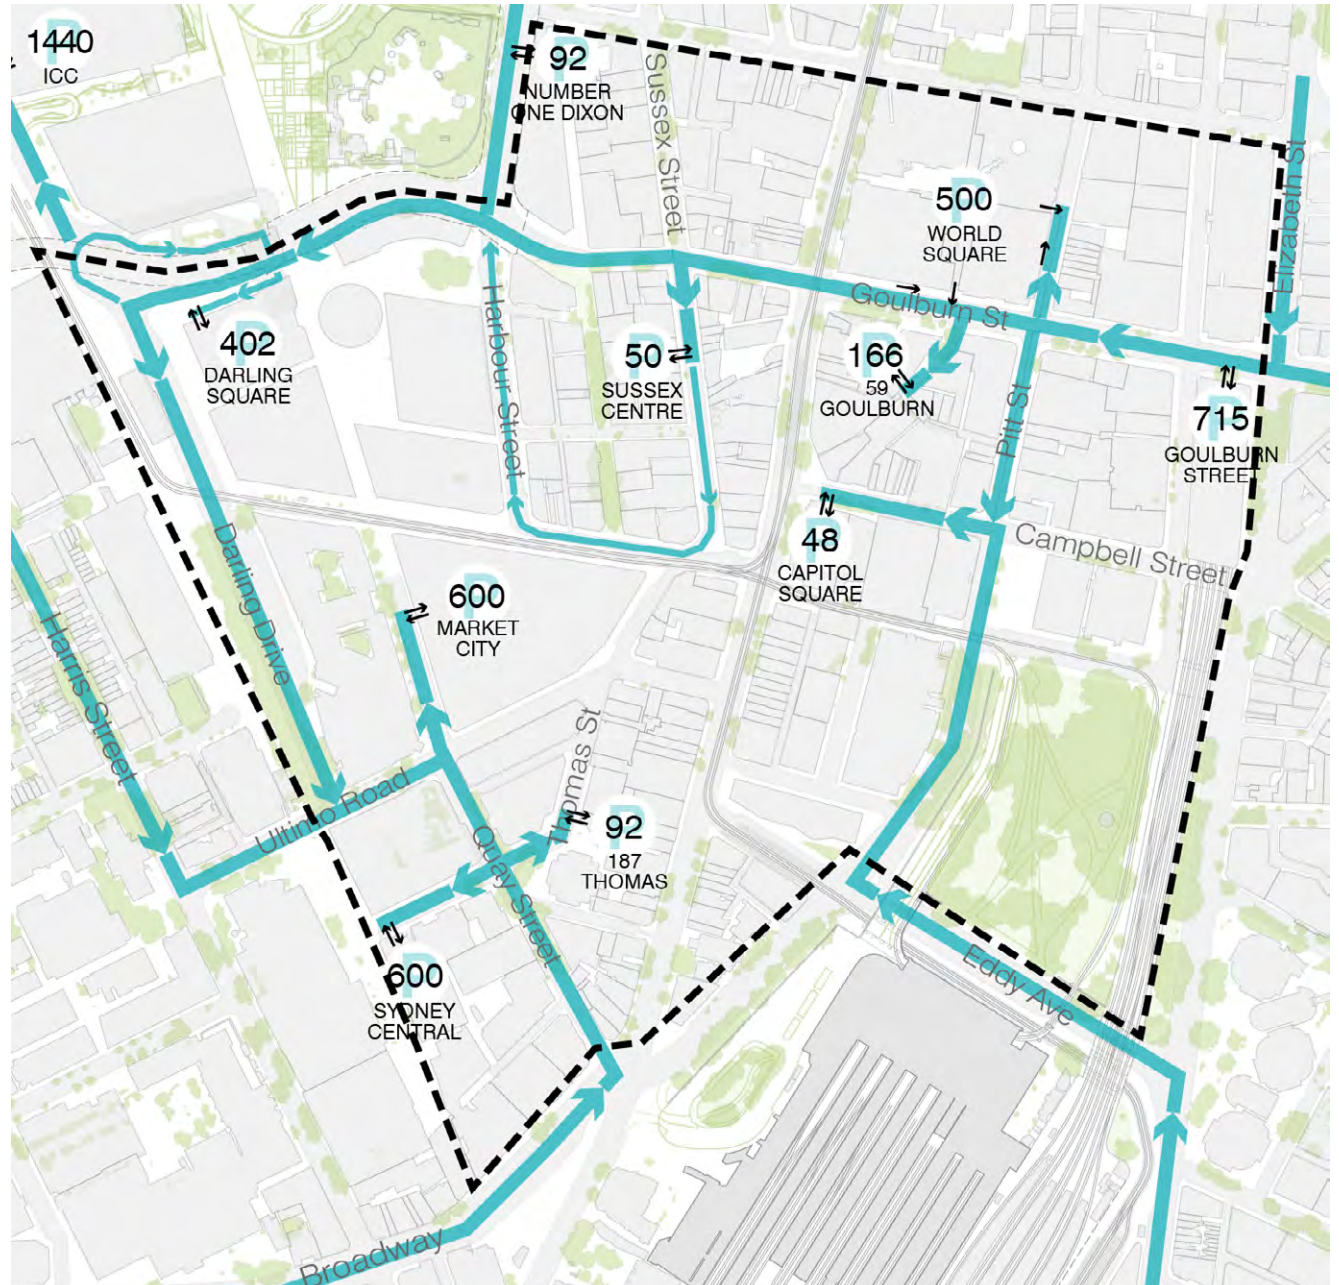 1440
ICC
P
92
NUMBER
ONE DIXON
P
Sussex Street
Elizabeth St
500
WORLD
SQUARE
P
Goulburn St
402
DARLING
SQUARE
P
Harbour Street
50
SUSSEX
CENTRE
P
166
59
GOULBURN
P
Pitt St
715
GOULBURN
STREET
P
48
CAPITOL
SQUARE
P
Campbell Street
Darling Drive
600
MARKET
CITY
P
Harris Street
Thomas St
Ultimo Road
92
187
THOMAS
P
Quay Street
600
SYDNEY
CENTRAL
P
Eddy Ave
Broadway